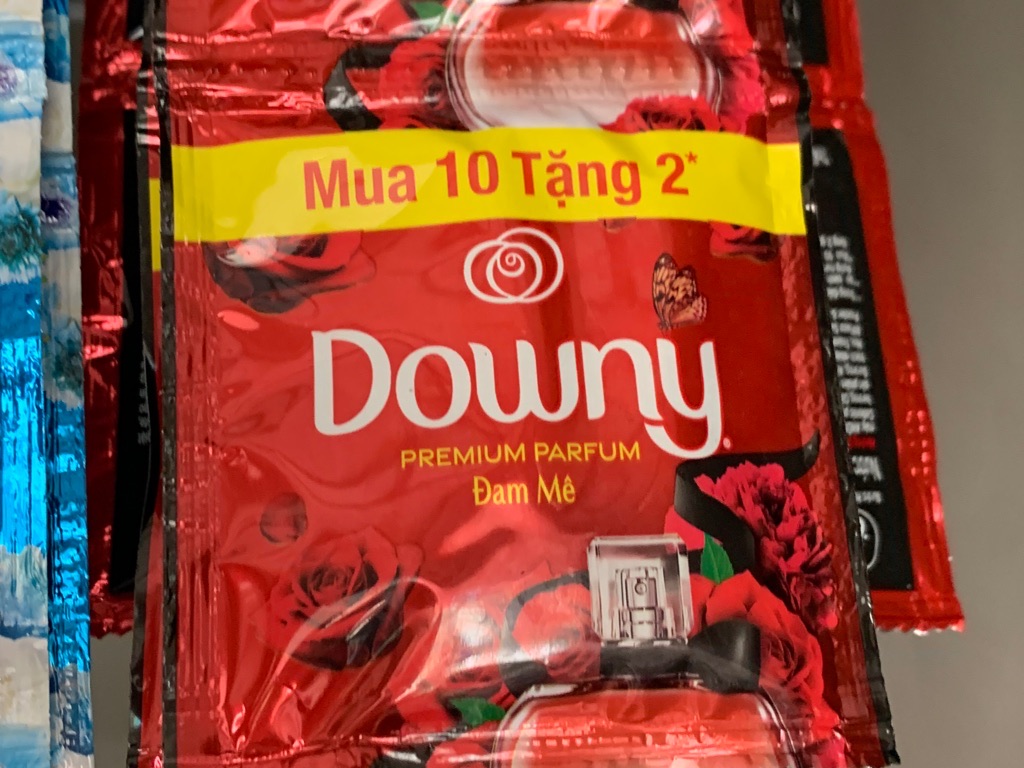 Mua 10 Tặng 2*
Downy
PREMIUM PARFUM
Đam Mê